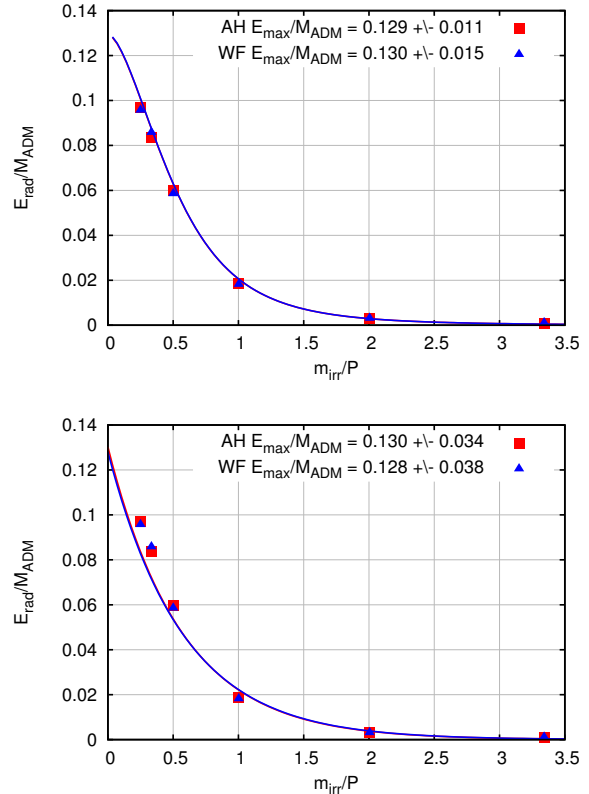 AH E_max/M_ADM = 0.129 +\- 0.011
WF E_max/M_ADM = 0.130 +\- 0.015
E_rad/M_ADM
0.14
0.12
0.1
0.08
0.06
0.04
0.02
0
0 0.5 1 1.5 2 2.5 3 3.5
m_irr/P
AH E_max/M_ADM = 0.130 +\- 0.034
WF E_max/M_ADM = 0.128 +\- 0.038
E_rad/M_ADM
0.14
0.12
0.1
0.08
0.06
0.04
0.02
0
0 0.5 1 1.5 2 2.5 3 3.5
m_irr/P